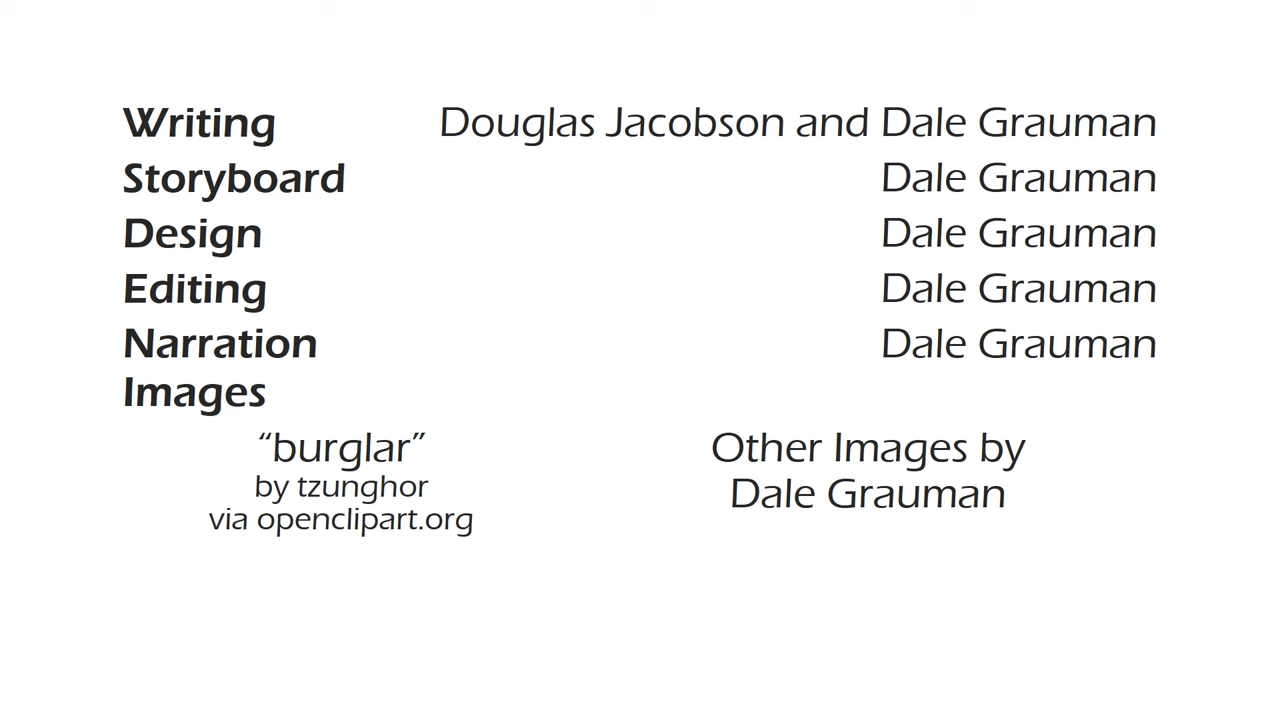 Writing Douglas Jacobson and Dale Grauman
Storyboard Dale Grauman
Design Dale Grauman
Editing Dale Grauman
Narration Dale Grauman
Images
“burglar”
by tzunghor
via openclipart.org
Other Images by
Dale Grauman